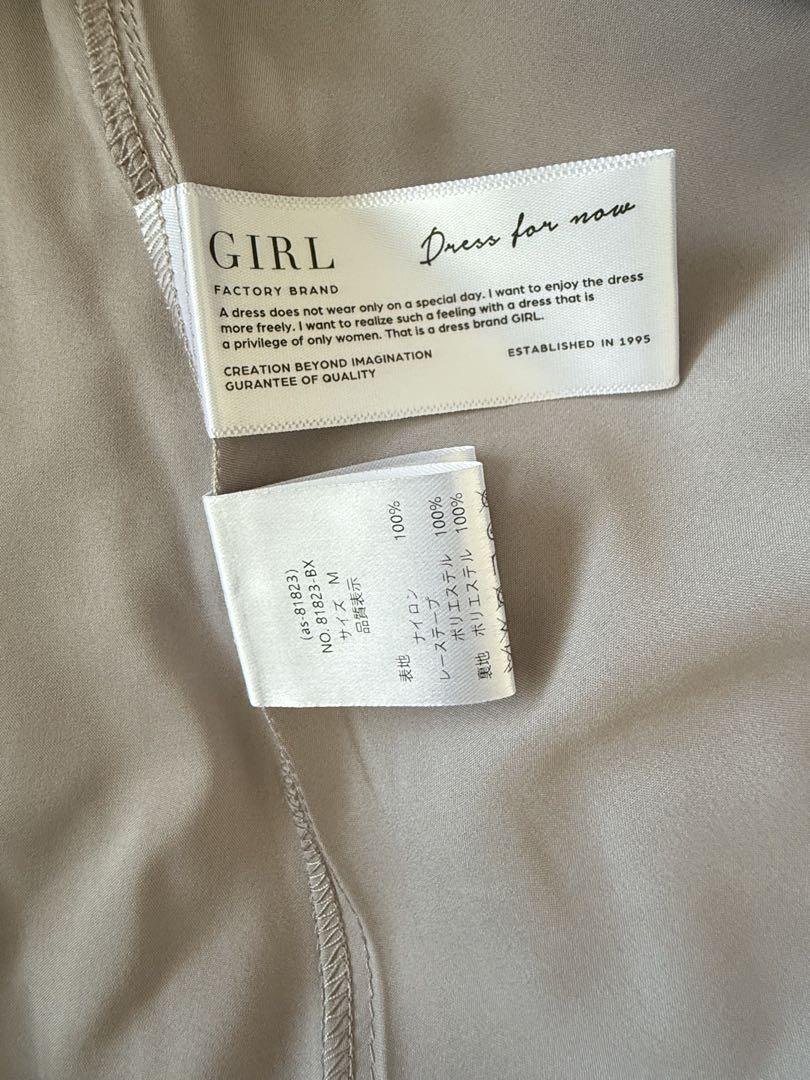 GIRL
Dress for now
FACTORY BRAND
A dress does not wear only on a special day. I want to enjoy the dress
more freely. I want to realize such a feeling with a dress that is
a privilege of only women. That is a dress brand GIRL.
CREATION BEYOND IMAGINATION
GURANTEE OF QUALITY
ESTABLISHED IN 1995
(as-81823)
NO. 81823-BX
サイズ M
品質表示
表地 ナイロン 100%
レーステープ
ポリエステル 100%
裏地 ポリエステル 100%